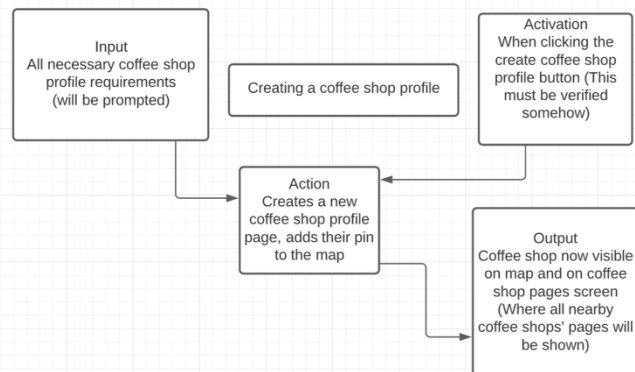 Input
All necessary coffee shop
profile requirements
(will be prompted)
Creating a coffee shop profile
Activation
When clicking the
create coffee shop
profile button (This
must be verified
somehow)
Action
Creates a new
coffee shop profile
page, adds their pin
to the map
Output
Coffee shop now visible
on map and on coffee
shop pages screen
(Where all nearby
coffee shops' pages will
be shown)